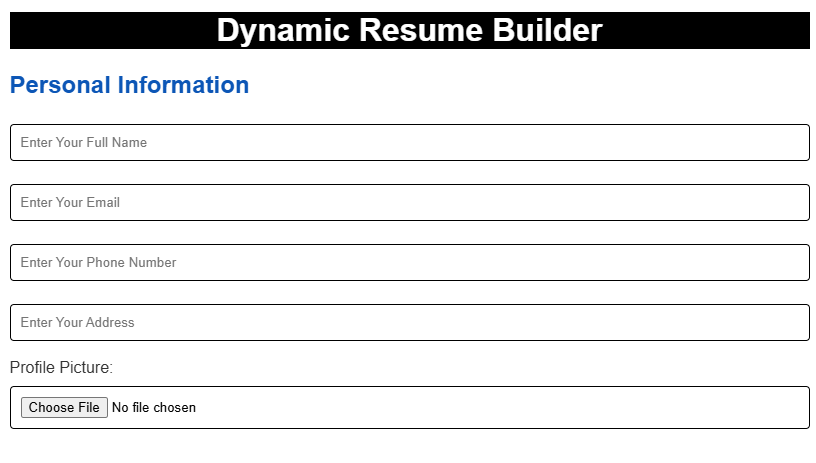 Dynamic Resume Builder
Personal Information
Enter Your Full Name
Enter Your Email
Enter Your Phone Number
Enter Your Address
Profile Picture:
Choose File No file chosen